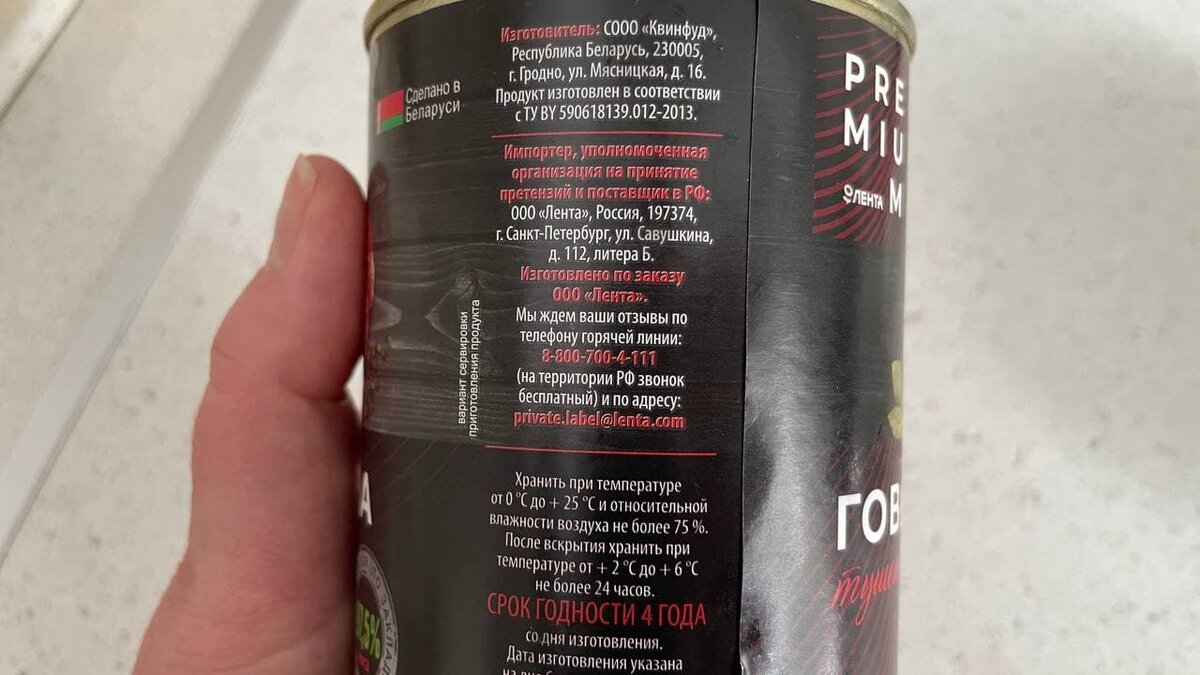 Изготовитель: СООО «Квинфуд»,
Республика Беларусь, 230005,
г. Гродно, ул. Мясницкая, д. 16.
Продукт изготовлен в соответствии
с ТУ BY 590618139.012-2013.
Сделано в
Беларуси
Импортер, уполномоченная
организация на принятие
претензий и поставщик в РФ:
ООО «Лента», Россия, 197374,
г. Санкт-Петербург, ул. Савушкина,
д. 112, литера Б.
Изготовлено по заказу
ООО «Лента».
Мы ждем ваши отзывы по
телефону горячей линии:
8-800-700-4-111
(на территории РФ звонок
бесплатный) и по адресу:
private.label@lenta.com
вариант сервировки
приготовления продукта
Хранить при температуре
от 0 °С до + 25 °С и относительной
влажности воздуха не более 75 %.
После вскрытия хранить при
температуре от + 2 °С до + 6 °С
не более 24 часов.
СРОК ГОДНОСТИ 4 ГОДА
со дня изготовления.
Дата изготовления указана
PRE
MIU
ЛЕНТА M
ГОВ
туш
А